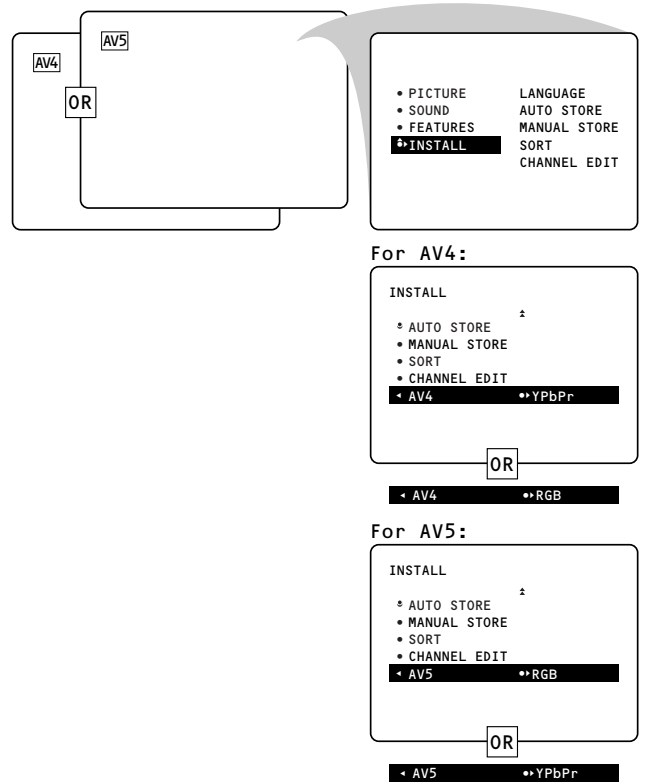 AV4
AV5
OR
• PICTURE
• SOUND
• FEATURES
INSTALL
LANGUAGE
AUTO STORE
MANUAL STORE
SORT
CHANNEL EDIT
For AV4:
INSTALL
• AUTO STORE
• MANUAL STORE
• SORT
• CHANNEL EDIT
AV4 YPbPr
OR
AV4 RGB
For AV5:
INSTALL
• AUTO STORE
• MANUAL STORE
• SORT
• CHANNEL EDIT
AV5 RGB
OR
AV5 YPbPr